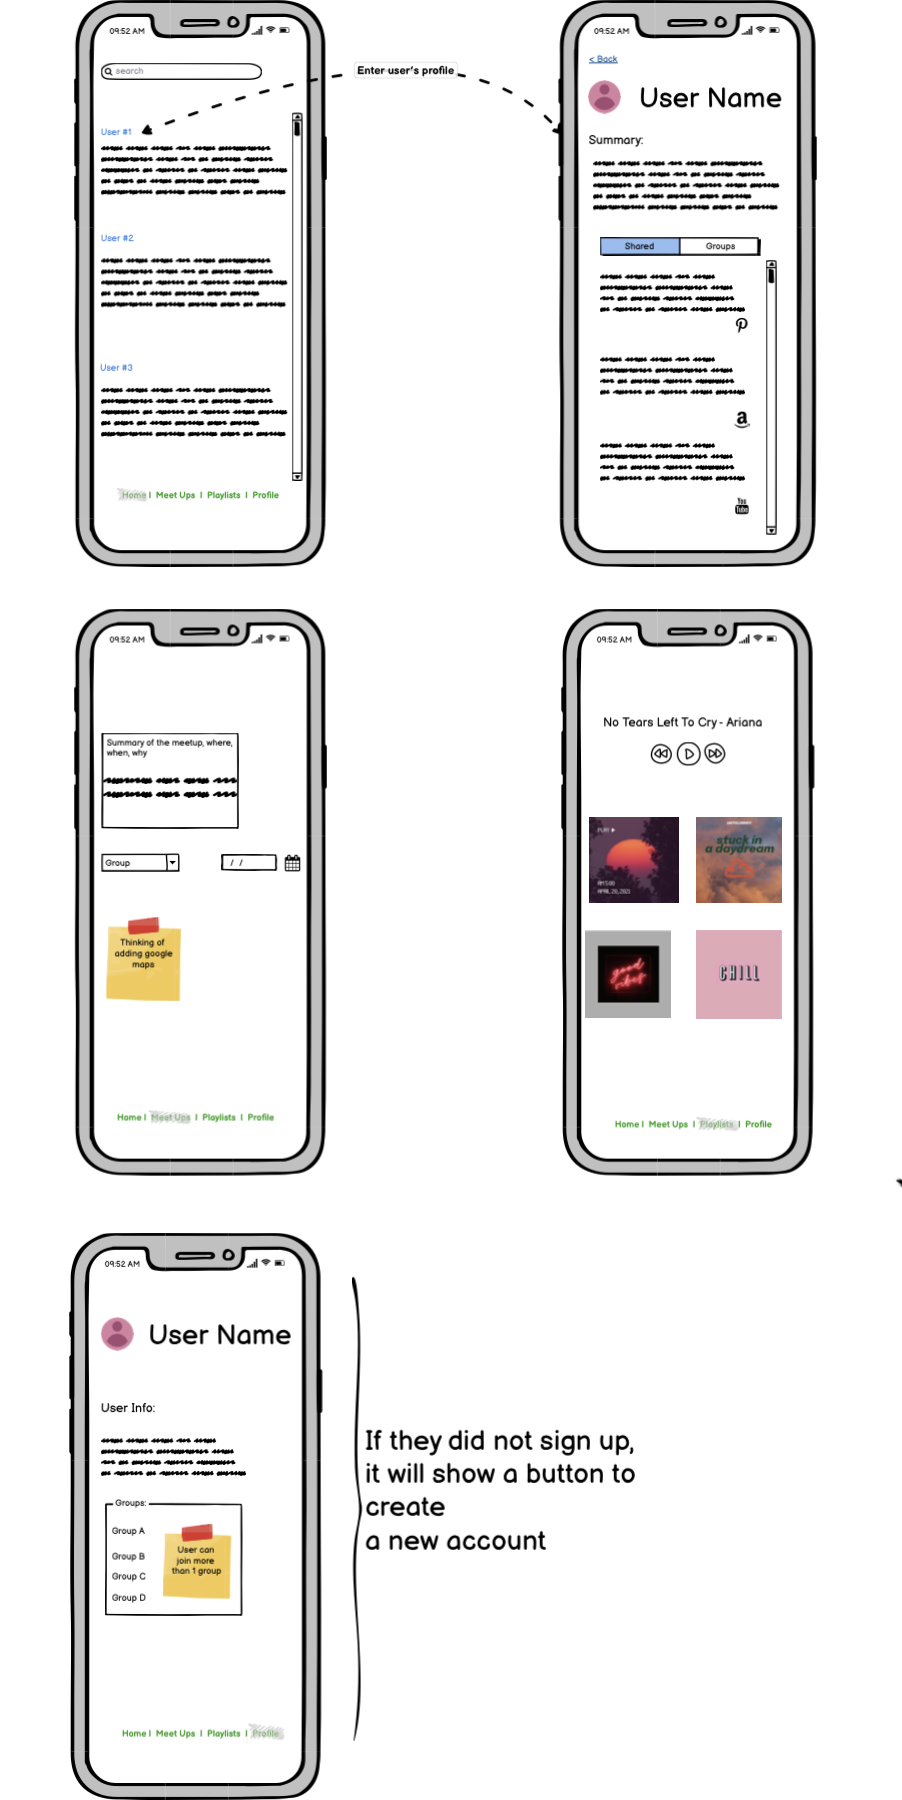 09:52 AM
search
User #1
User #2
User #3
Home | Meet Ups | Playlists | Profile
Enter user's profile
09:52 AM
< Back
User Name
Summary:
Shared
Groups
a
You
Tube
09:52 AM
Summary of the meetup, where,
when, why
Group
/ /
Thinking of
adding google
maps
Home | Meet Ups | Playlists | Profile
09:52 AM
No Tears Left To Cry - Ariana
PLAY
stuck in
a daydream
good
vibes
CHILL
Home | Meet Ups | Playlists | Profile
09:52 AM
User Name
User Info:
Groups:
Group A
Group B
Group C
Group D
User can
join more
than 1 group
Home | Meet Ups | Playlists | Profile
If they did not sign up,
it will show a button to
create
a new account